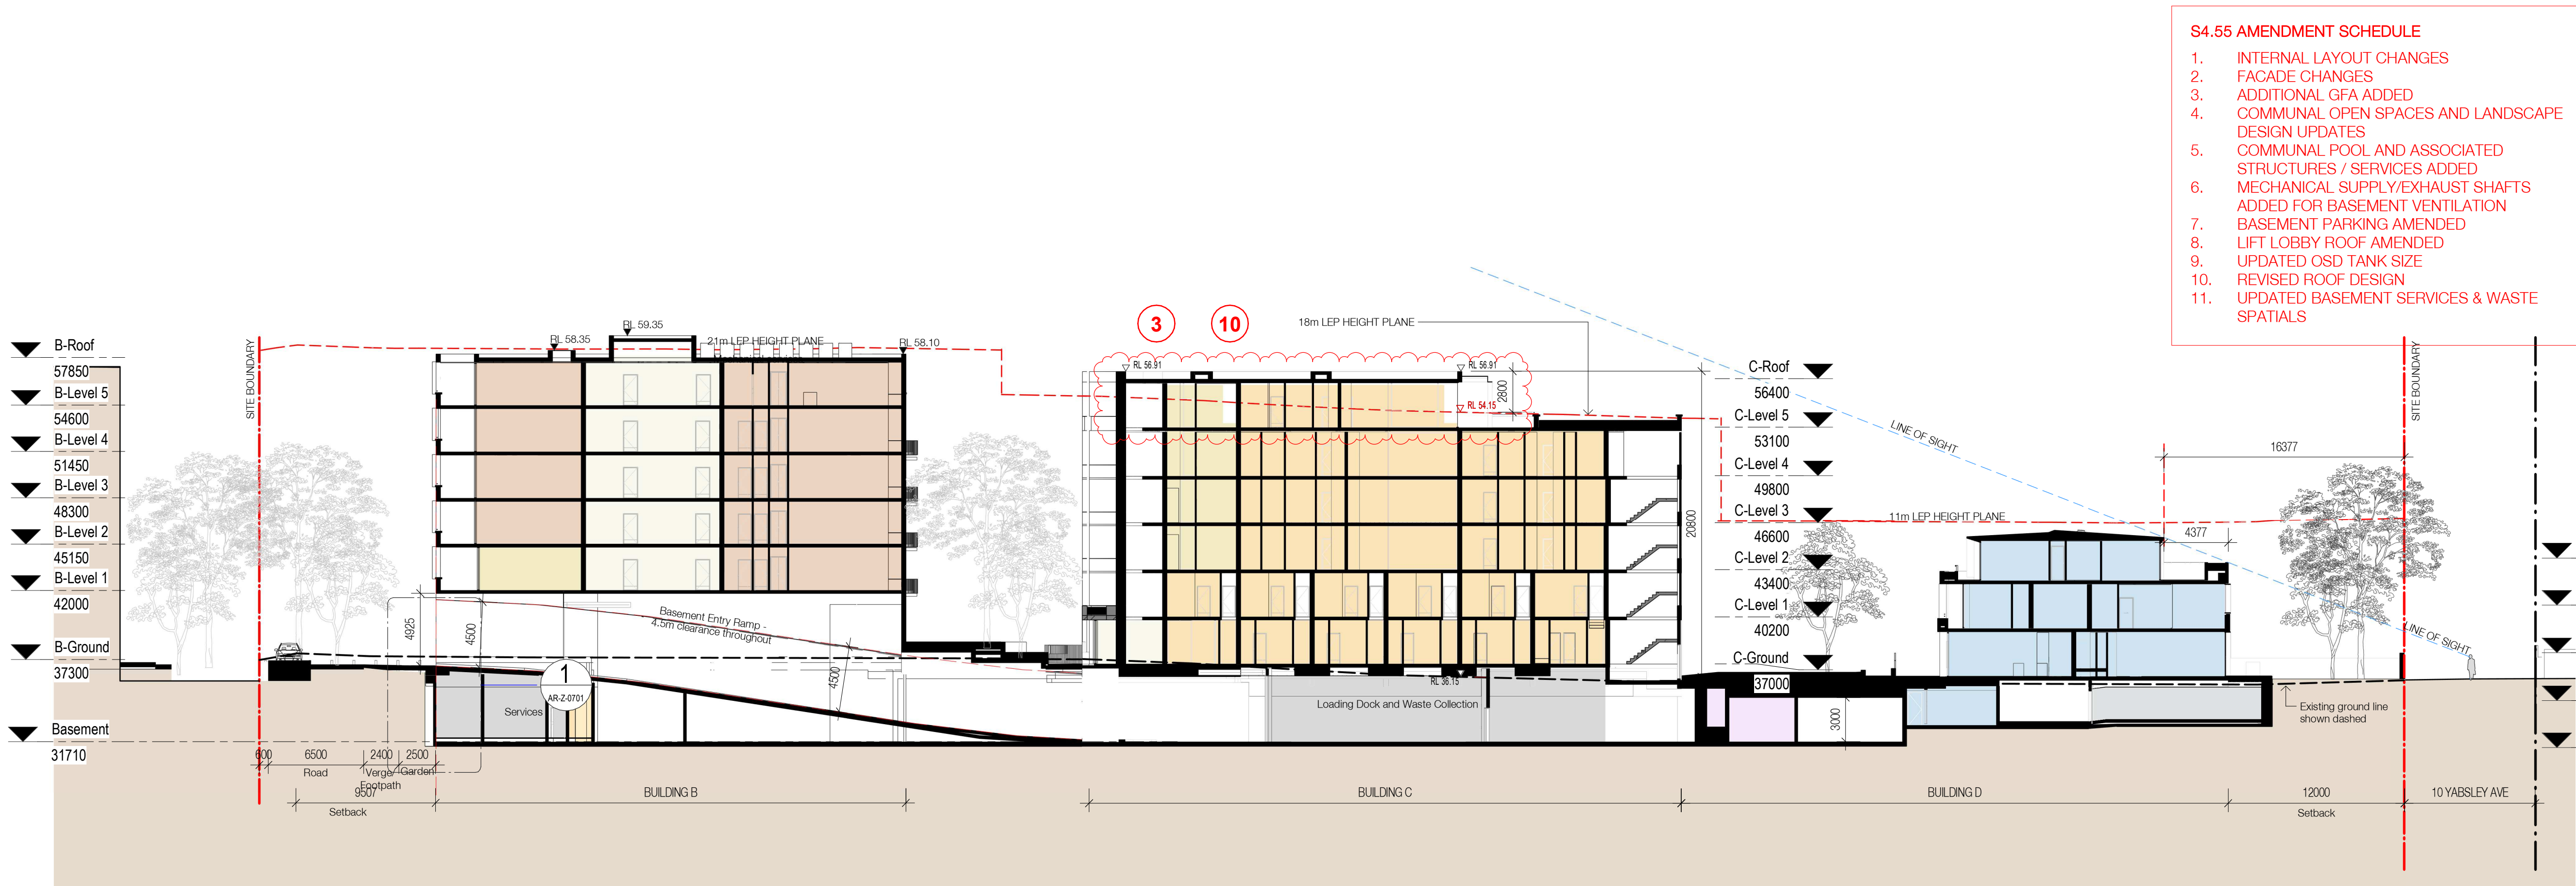 S4.55 AMENDMENT SCHEDULE
1. INTERNAL LAYOUT CHANGES
2. FACADE CHANGES
3. ADDITIONAL GFA ADDED
4. COMMUNAL OPEN SPACES AND LANDSCAPE
DESIGN UPDATES
5. COMMUNAL POOL AND ASSOCIATED
STRUCTURES / SERVICES ADDED
6. MECHANICAL SUPPLY/EXHAUST SHAFTS
ADDED FOR BASEMENT VENTILATION
7. BASEMENT PARKING AMENDED
8. LIFT LOBBY ROOF AMENDED
9. UPDATED OSD TANK SIZE
10. REVISED ROOF DESIGN
11. UPDATED BASEMENT SERVICES & WASTE
SPATIALS
B-Roof
57850
B-Level 5
54600
B-Level 4
51450
B-Level 3
48300
B-Level 2
45150
B-Level 1
42000
B-Ground
37300
Basement
31710
SITE BOUNDARY
RL 58.35
RL 59.35
21m LEP HEIGHT PLANE
RL 58.10
4925
4500
Basement Entry Ramp -
4.5m clearance throughout
4500
1
AR-Z-0701
Services
600
6500
2400
2500
Road
Verge/
Garden
Footpath
9507
Setback
BUILDING B
3
10
18m LEP HEIGHT PLANE
RL 56.91
RL 56.91
2800
RL 54.15
20800
RL 36.15
Loading Dock and Waste Collection
BUILDING C
C-Roof
56400
C-Level 5
53100
C-Level 4
49800
C-Level 3
46600
C-Level 2
43400
C-Level 1
40200
C-Ground
37000
3000
LINE OF SIGHT
11m LEP HEIGHT PLANE
16377
4377
LINE OF SIGHT
SITE BOUNDARY
Existing ground line
shown dashed
BUILDING D
12000
Setback
10 YABSLEY AVE